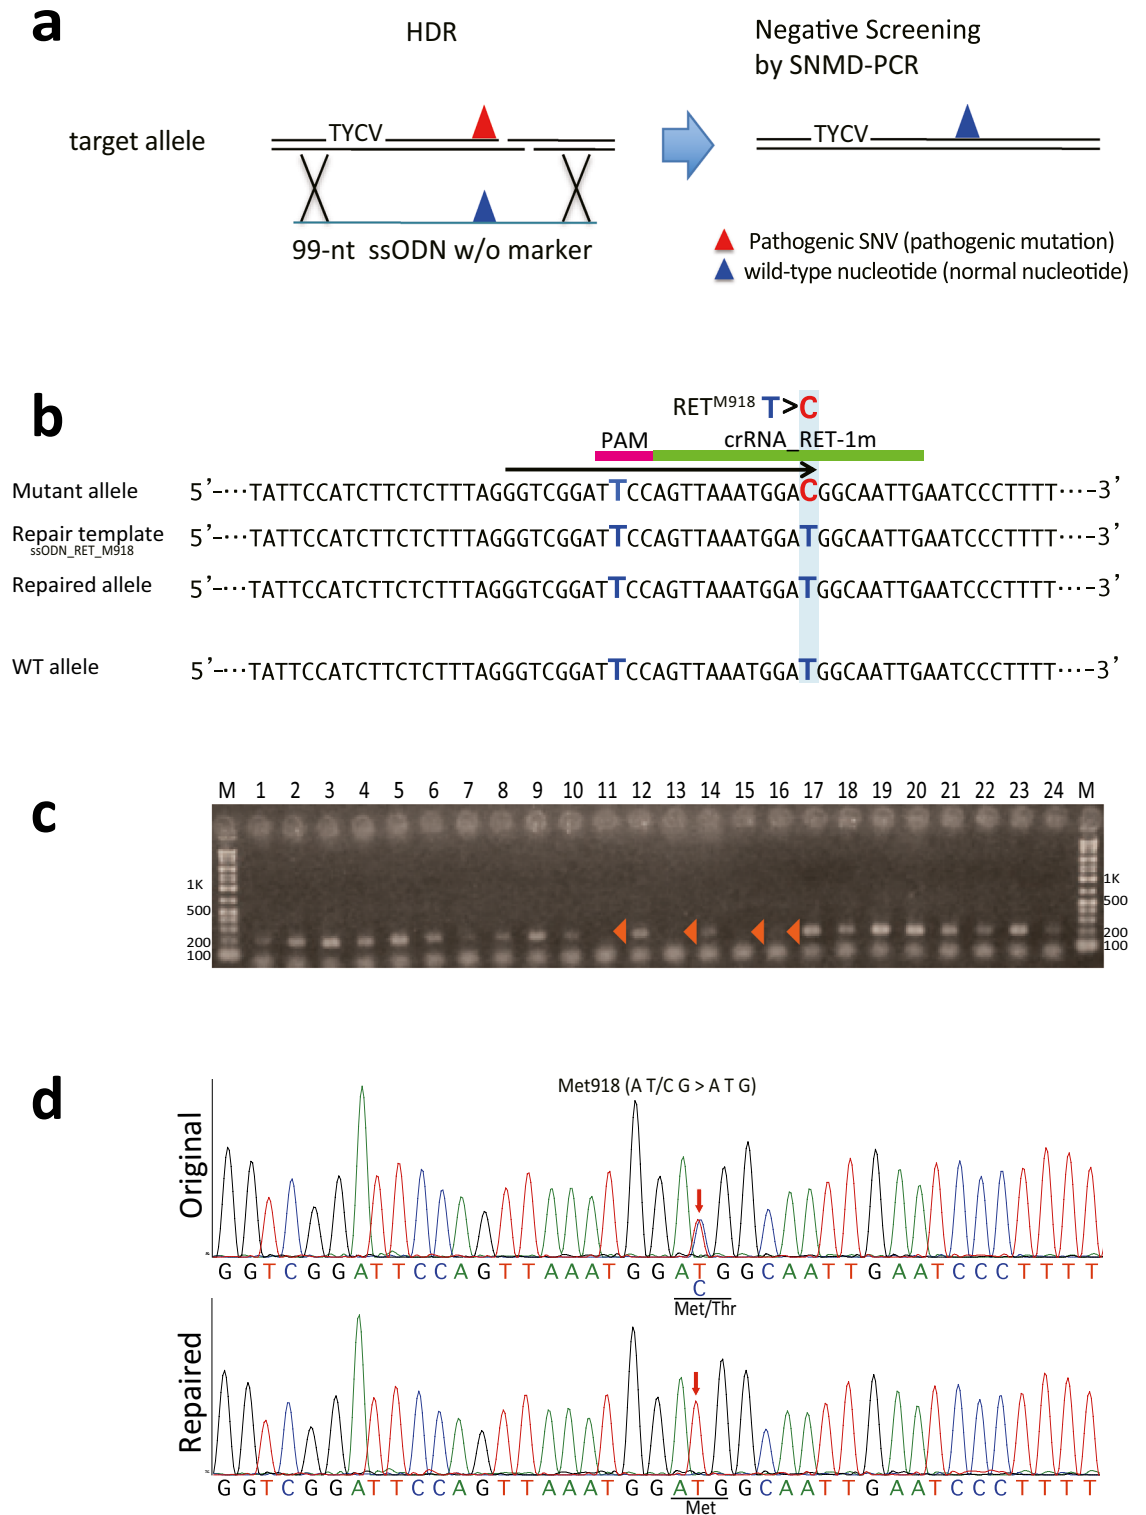 a
HDR
Negative Screening
by SNMD-PCR
target allele
TYCV
TYCV
99-nt ssODN w/o marker
Pathogenic SNV (pathogenic mutation)
wild-type nucleotide (normal nucleotide)
b
RETM918 T>C
PAM crRNA_RET-1m
Mutant allele 5’-···TATTCCATCTTCTCTTTAGGGTCGGATTCCAGTTAAATGGACGGCAATTGAATCCCTTTT···-3’
Repair template 5’-···TATTCCATCTTCTCTTTAGGGTCGGATTCCAGTTAAATGGATGGCAATTGAATCCCTTTT···-3’
ssODN_RET_M918
Repaired allele 5’-···TATTCCATCTTCTCTTTAGGGTCGGATTCCAGTTAAATGGATGGCAATTGAATCCCTTTT···-3’
WT allele 5’-···TATTCCATCTTCTCTTTAGGGTCGGATTCCAGTTAAATGGATGGCAATTGAATCCCTTTT···-3’
c
M 1 2 3 4 5 6 7 8 9 10 11 12 13 14 15 16 17 18 19 20 21 22 23 24 M
1K 1K
500 500
200 200
100 100
d
Met918 (A T/C G > A T G)
Original
G G T C G G A T T C C A G T T A A A T G G A T G G C A A T T G A A T C C C T T T T
C
Met/Thr
Repaired
G G T C G G A T T C C A G T T A A A T G G A T G G C A A T T G A A T C C C T T T T
Met